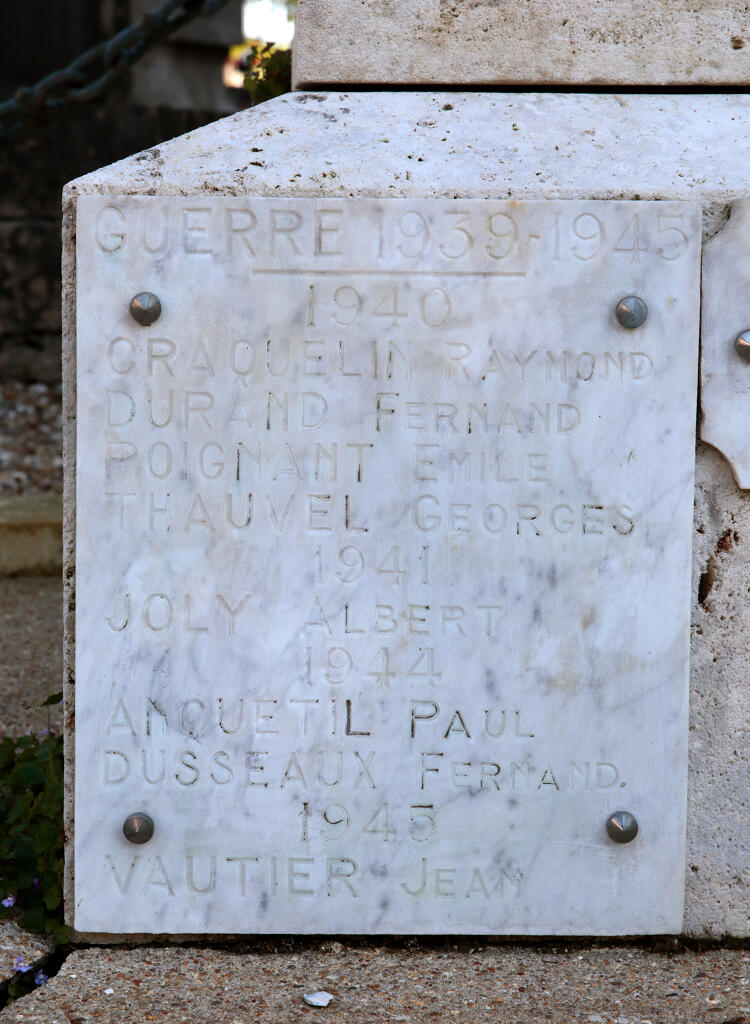 GUERRE 1939-1945
1940
CRAQUELIN RAYMOND
DURAND FERNAND
POIGNANT EMILE
THAUVEL GEORGES
1941
JOLY ALBERT
1944
ANQUETIL PAUL
DUSSEAUX FERNAND.
1945
VAUTIER JEAN